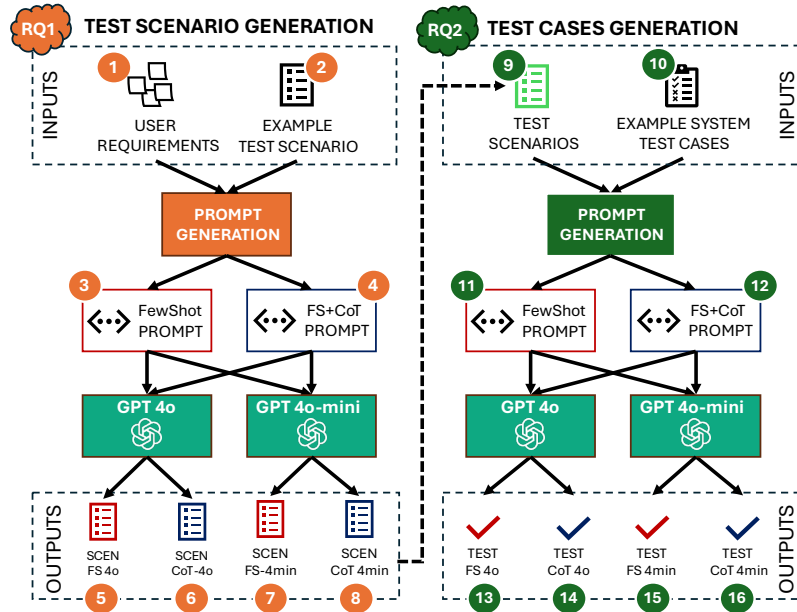 RQ1
TEST SCENARIO GENERATION
INPUTS
1
2
USER
REQUIREMENTS
EXAMPLE
TEST SCENARIO
PROMPT
GENERATION
3
4
FewShot
PROMPT
FS+CoT
PROMPT
GPT 4o
GPT 4o-mini
OUTPUTS
SCEN
FS 4o
SCEN
CoT-4o
SCEN
FS-4min
SCEN
CoT 4min
5
6
7
8
RQ2
TEST CASES GENERATION
9
10
TEST
SCENARIOS
EXAMPLE SYSTEM
TEST CASES
INPUTS
PROMPT
GENERATION
11
12
FewShot
PROMPT
FS+CoT
PROMPT
GPT 4o
GPT 4o-mini
TEST
FS 4o
TEST
CoT 4o
TEST
FS 4min
TEST
CoT 4min
OUTPUTS
13
14
15
16